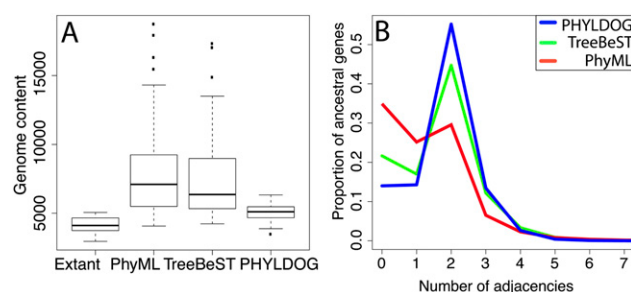 A
Genome content
15000
10000
5000
Extant PhyML TreeBeST PHYLDOG
B
PHYLDOG
TreeBeST
PhyML
Proportion of ancestral genes
0.5
0.4
0.3
0.2
0.1
0.0
0 1 2 3 4 5 6 7
Number of adjacencies